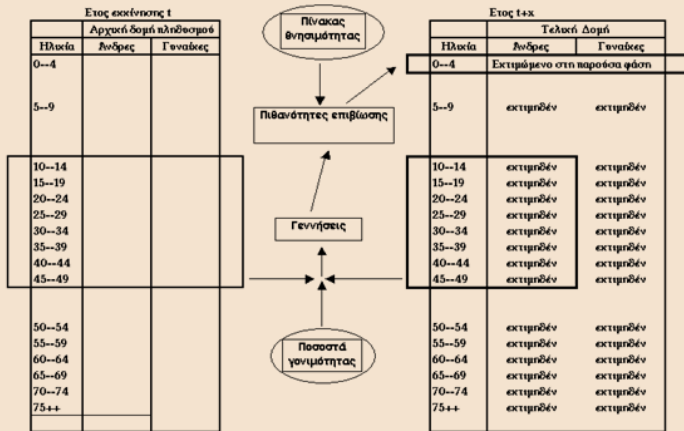 Ετος εκκίνησης t
Αρχική δομή πληθυσμού
Ηλικία Άνδρες Γυναίκες
0--4
5--9
10--14
15--19
20--24
25--29
30--34
35--39
40--44
45--49
50--54
55--59
60--64
65--69
70--74
75++
Πίνακας
θνησιμότητας
Πιθανότητες επιβίωσης
Γεννήσεις
Ποσοστά
γονιμότητας
Ετος t+x
Τελική Δομή
Ηλικία Άνδρες Γυναίκες
0--4 Εκτιμώμενο στη παρούσα φάση
5--9 εκτιμηθέν εκτιμηθέν
10--14 εκτιμηθέν εκτιμηθέν
15--19 εκτιμηθέν εκτιμηθέν
20--24 εκτιμηθέν εκτιμηθέν
25--29 εκτιμηθέν εκτιμηθέν
30--34 εκτιμηθέν εκτιμηθέν
35--39 εκτιμηθέν εκτιμηθέν
40--44 εκτιμηθέν εκτιμηθέν
45--49 εκτιμηθέν εκτιμηθέν
50--54 εκτιμηθέν εκτιμηθέν
55--59 εκτιμηθέν εκτιμηθέν
60--64 εκτιμηθέν εκτιμηθέν
65--69 εκτιμηθέν εκτιμηθέν
70--74 εκτιμηθέν εκτιμηθέν
75++ εκτιμηθέν εκτιμηθέν